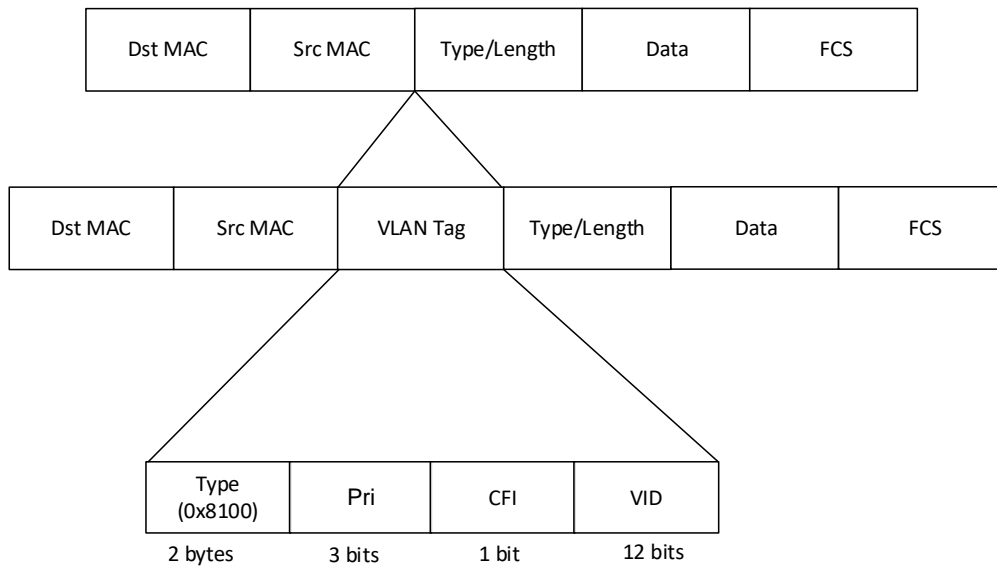 Dst MAC Src MAC Type/Length Data FCS
Dst MAC Src MAC VLAN Tag Type/Length Data FCS
Type
(0x8100) Pri CFI VID
2 bytes 3 bits 1 bit 12 bits